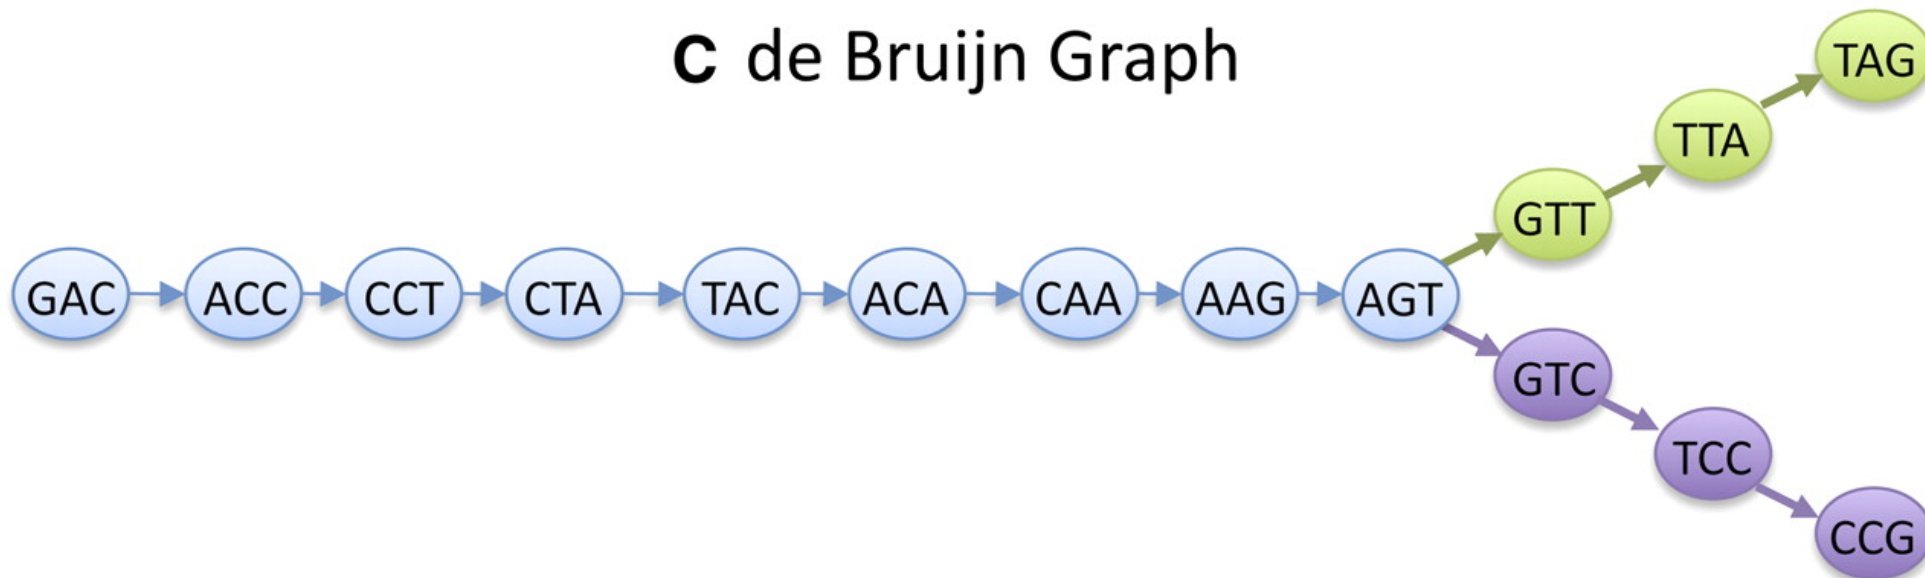 C de Bruijn Graph
TAG
TTA
GTT
GAC ACC CCT CTA TAC ACA CAA AAG AGT
GTC
TCC
CCG